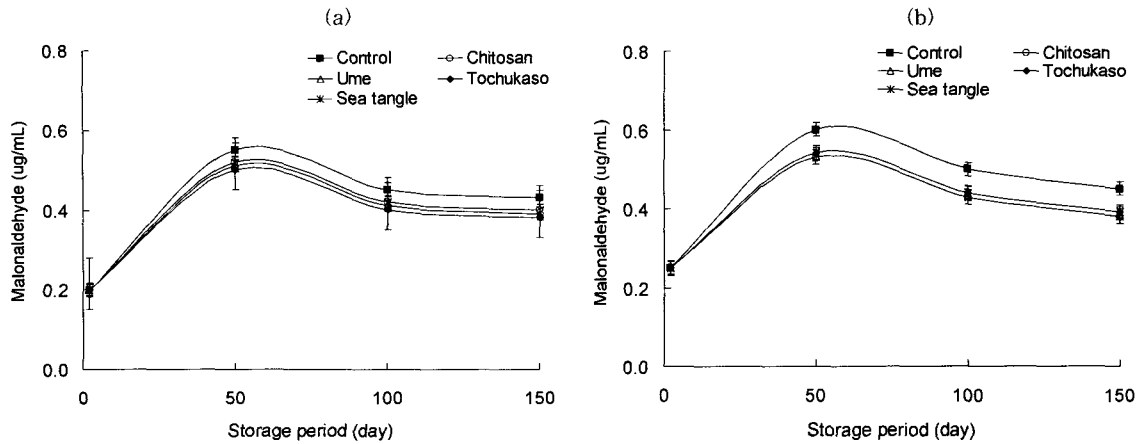 (a)
0.8
0.6
0.4
0.2
0.0
Malonaldehyde (ug/mL)
Control
Chitosan
Ume
Tochukaso
Sea tangle
0
50
100
150
Storage period (day)
(b)
0.8
0.6
0.4
0.2
0.0
Malonaldehyde (ug/mL)
Control
Chitosan
Ume
Tochukaso
Sea tangle
0
50
100
150
Storage period (day)